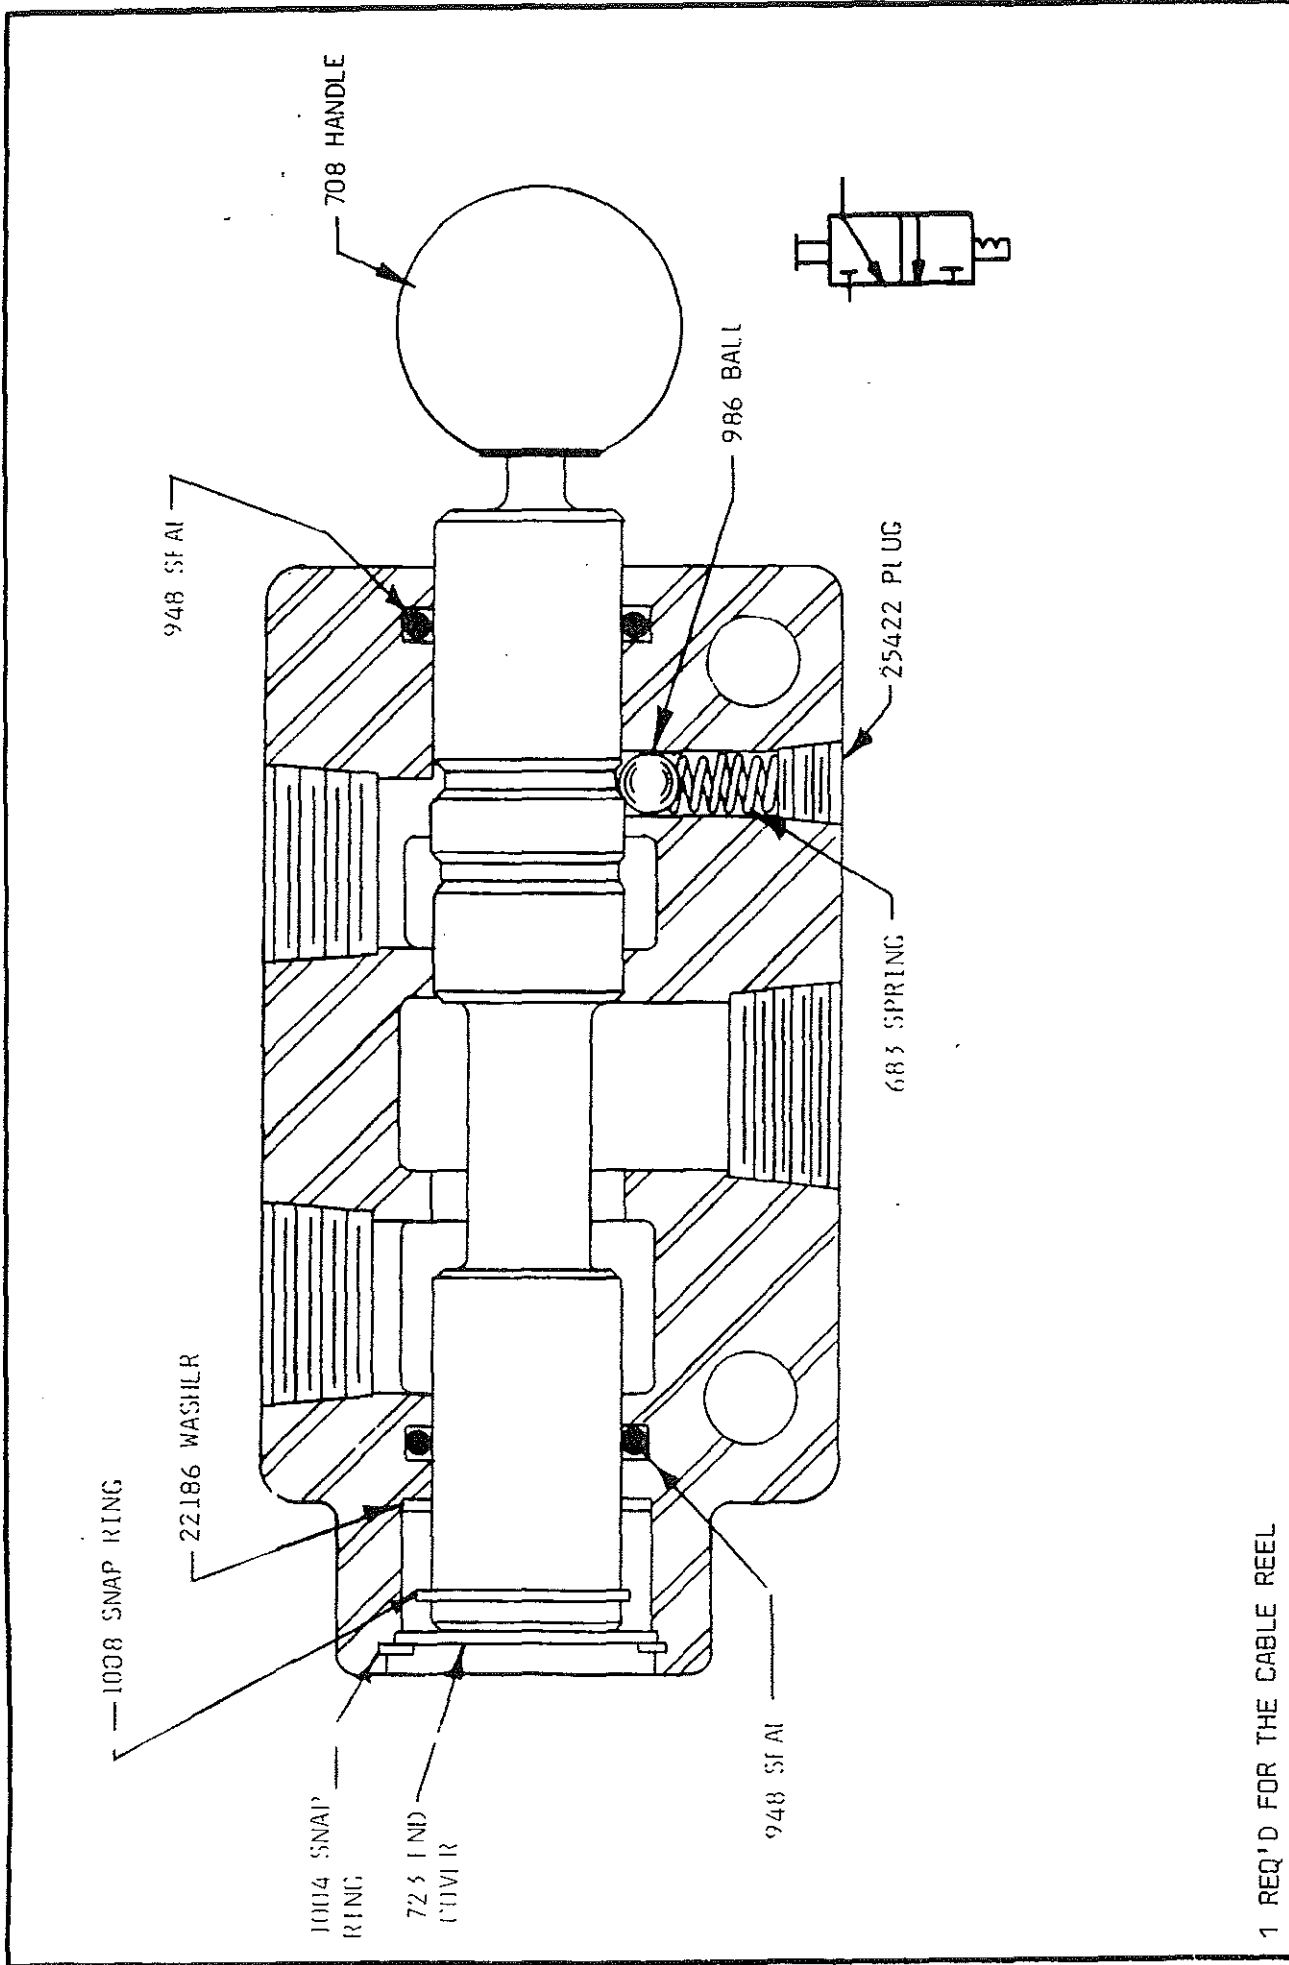 1008 SNAP RING
22186 WASHER
948 SEAL
708 HANDLE
1004 SNAP
RING
723 END
COVER
948 SEAL
683 SPRING
25422 PLUG
986 BALL
1 REQ'D FOR THE CABLE REEL